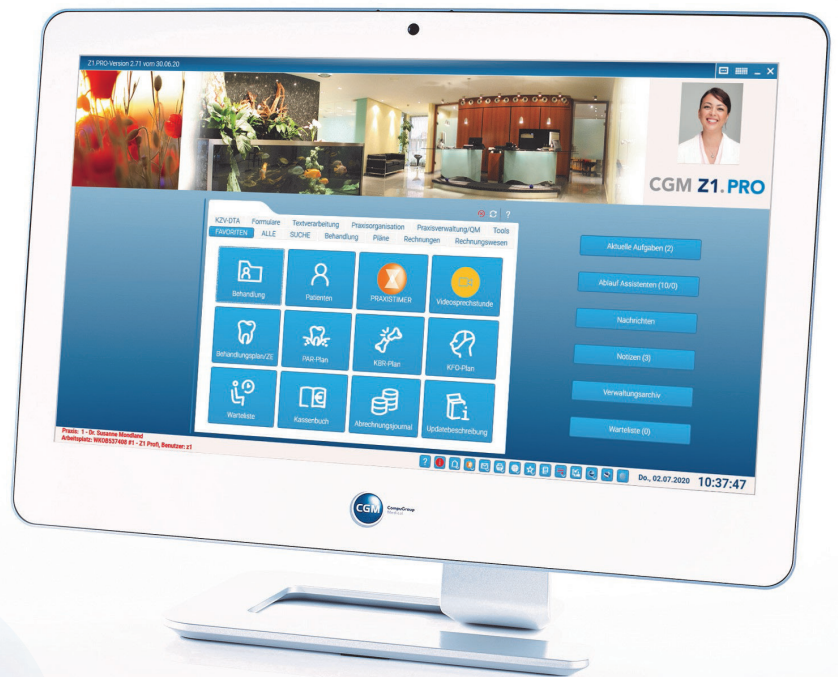 Z1.PRO-Version 2.71 vom 30.06.20
CGM Z1.PRO
?
KZV-DTA Formulare Textverarbeitung Praxisorganisation Praxisverwaltung/QM Tools
FAVORITEN ALLE SUCHE Behandlung Pläne Rechnungen Rechnungswesen
Behandlung
Patienten
PRAXISTIMER
Videosprechstunde
Behandlungsplan/ZE
PAR-Plan
KBR-Plan
KFO-Plan
Warteliste
Kassenbuch
Abrechnungsjournal
Updatebeschreibung
Aktuelle Aufgaben (2)
Ablauf Assistenten (10/0)
Nachrichten
Notizen (3)
Verwaltungsarchiv
Warteliste (0)
Praxis: 1 - Dr. Susanne Mondland
Arbeitsplatz: WKOB537408 #1 - Z1 Profi, Benutzer: z1
?
Do., 02.07.2020 10:37:47
CGM CompuGroup
Medical